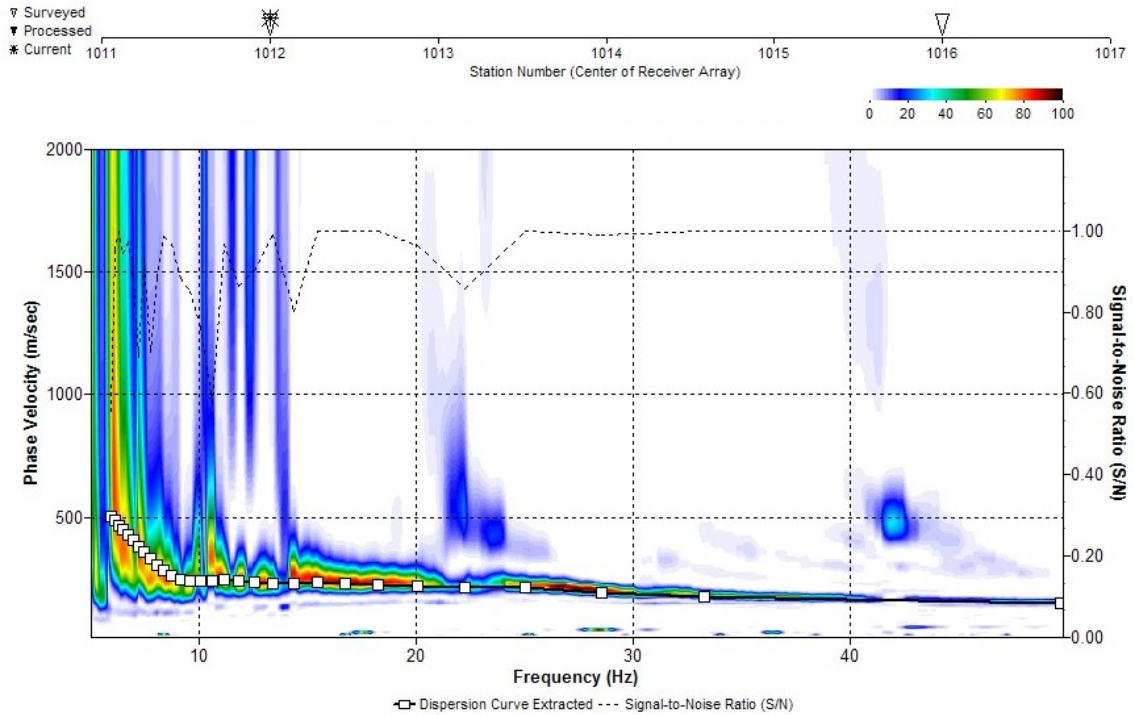 Surveyed
Processed
Current
1011 1012 1013 1014 1015 1016 1017
Station Number (Center of Receiver Array)
0 20 40 60 80 100
2000
1500
1000
500
Phase Velocity (m/sec)
1.00
0.80
0.60
0.40
0.20
0.00
Signal-to-Noise Ratio (S/N)
10 20 30 40
Frequency (Hz)
Dispersion Curve Extracted Signal-to-Noise Ratio (S/N)